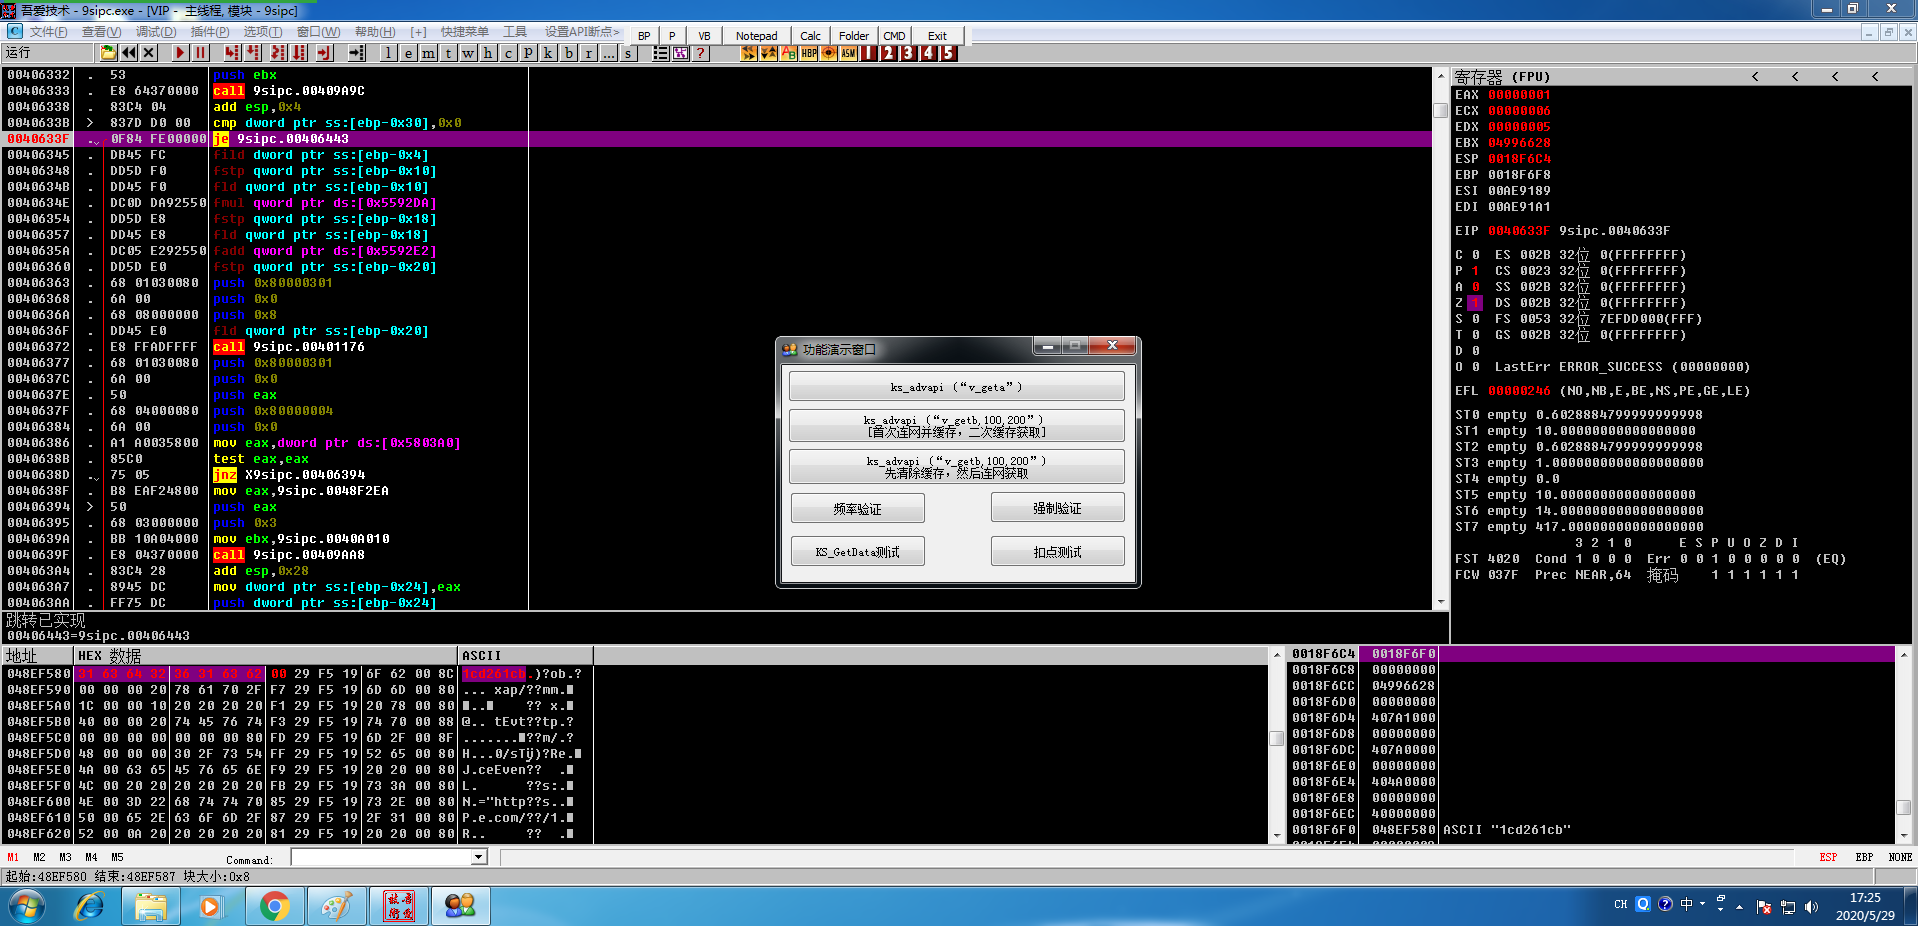 吾爱技术 - 9sipc.exe - [VIP - 主线程, 模块 - 9sipc]
文件(F) 查看(V) 调试(D) 插件(P) 选项(T) 窗口(W) 帮助(H) [+] 快捷菜单 工具 设置API断点> BP P VB Notepad Calc Folder CMD Exit
运行 l e m t w h c p k b r ... s ? HBP ASM 1 2 3 4 5
00406332 . 53 push ebx
00406333 . E8 64370000 call 9sipc.00409A9C
00406338 . 83C4 04 add esp,0x4
0040633B > 837D D0 00 cmp dword ptr ss:[ebp-0x30],0x0
0040633F . 0F84 FE00000 je 9sipc.00406443
00406345 . DB45 FC fild dword ptr ss:[ebp-0x4]
00406348 . DD5D F0 fstp qword ptr ss:[ebp-0x10]
0040634B . DD45 F0 fld qword ptr ss:[ebp-0x10]
0040634E . DC0D DA92550 fmul qword ptr ds:[0x5592DA]
00406354 . DD5D E8 fstp qword ptr ss:[ebp-0x18]
00406357 . DD45 E8 fld qword ptr ss:[ebp-0x18]
0040635A . DC05 E292550 fadd qword ptr ds:[0x5592E2]
00406360 . DD5D E0 fstp qword ptr ss:[ebp-0x20]
00406363 . 68 01030080 push 0x80000301
00406368 . 6A 00 push 0x0
0040636A . 68 08000000 push 0x8
0040636F . DD45 E0 fld qword ptr ss:[ebp-0x20]
00406372 . E8 FFADFFFF call 9sipc.00401176
00406377 . 68 01030080 push 0x80000301
0040637C . 6A 00 push 0x0
0040637E . 50 push eax
0040637F . 68 04000080 push 0x80000004
00406384 . 6A 00 push 0x0
00406386 . A1 A0035800 mov eax,dword ptr ds:[0x5803A0]
0040638B . 85C0 test eax,eax
0040638D . 75 05 jnz X9sipc.00406394
0040638F . B8 EAF24800 mov eax,9sipc.0048F2EA
00406394 > 50 push eax
00406395 . 68 03000000 push 0x3
0040639A . BB 10A04000 mov ebx,9sipc.0040A010
0040639F . E8 04370000 call 9sipc.00409AA8
004063A4 . 83C4 28 add esp,0x28
004063A7 . 8945 DC mov dword ptr ss:[ebp-0x24],eax
004063AA . FF75 DC push dword ptr ss:[ebp-0x24]
跳转已实现
00406443=9sipc.00406443
寄存器 (FPU) < < < <
EAX 00000001
ECX 00000006
EDX 00000005
EBX 04996628
ESP 0018F6C4
EBP 0018F6F8
ESI 00AE9189
EDI 00AE91A1
EIP 0040633F 9sipc.0040633F
C 0 ES 002B 32位 0(FFFFFFFF)
P 1 CS 0023 32位 0(FFFFFFFF)
A 0 SS 002B 32位 0(FFFFFFFF)
Z 1 DS 002B 32位 0(FFFFFFFF)
S 0 FS 0053 32位 7EFDD000(FFF)
T 0 GS 002B 32位 0(FFFFFFFF)
D 0
O 0 LastErr ERROR_SUCCESS (00000000)
EFL 00000246 (NO,NB,E,BE,NS,PE,GE,LE)
ST0 empty 0.6028884799999999998
ST1 empty 10.000000000000000000
ST2 empty 0.6028884799999999998
ST3 empty 1.0000000000000000000
ST4 empty 0.0
ST5 empty 10.000000000000000000
ST6 empty 14.000000000000000000
ST7 empty 417.00000000000000000
3 2 1 0 E S P U O Z D I
FST 4020 Cond 1 0 0 0 Err 0 0 1 0 0 0 0 0 (EQ)
FCW 037F Prec NEAR,64 掩码 1 1 1 1 1 1
功能演示窗口
ks_advapi (“v_geta”)
ks_advapi (“v_getb,100,200”)
[首次连网并缓存，二次缓存获取]
ks_advapi (“v_getb,100,200”)
先清除缓存，然后连网获取
频率验证 强制验证
KS_GetData测试 扣点测试
地址 HEX 数据 ASCII
048EF580 31 63 64 32 36 31 63 62 00 29 F5 19 6F 62 00 8C 1cd261cb.)?ob.?
048EF590 00 00 00 20 78 61 70 2F F7 29 F5 19 6D 6D 00 80 ... xap/??mm.
048EF5A0 1C 00 00 10 20 20 20 20 F1 29 F5 19 20 78 00 80 .. ?? x.
048EF5B0 40 00 00 20 74 45 76 74 F3 29 F5 19 74 70 00 88 @.. tEvt??tp.?
048EF5C0 00 00 00 00 00 00 00 80 FD 29 F5 19 6D 2F 00 8F .......??m/.?
048EF5D0 48 00 00 00 30 2F 73 54 FF 29 F5 19 52 65 00 80 H...0/sTÿ)?Re.
048EF5E0 4A 00 63 65 45 76 65 6E F9 29 F5 19 20 20 00 80 J.ceEven?? .
048EF5F0 4C 00 20 20 20 20 20 20 FB 29 F5 19 73 3A 00 80 L. ??s:.
048EF600 4E 00 3D 22 68 74 74 70 85 29 F5 19 73 2E 00 80 N.="http??s..
048EF610 50 00 65 2E 63 6F 6D 2F 87 29 F5 19 2F 31 00 80 P.e.com/??/1.
048EF620 52 00 0A 20 20 20 20 20 81 29 F5 19 20 20 00 80 R.. ?? .
0018F6C4 0018F6F0
0018F6C8 00000000
0018F6CC 04996628
0018F6D0 00000000
0018F6D4 407A1000
0018F6D8 00000000
0018F6DC 407A0000
0018F6E0 00000000
0018F6E4 404A0000
0018F6E8 00000000
0018F6EC 40000000
0018F6F0 048EF580 ASCII "1cd261cb"
M1 M2 M3 M4 M5 Command: ESP EBP NONE
起始:48EF580 结束:48EF587 块大小:0x8
CH 中 17:25
2020/5/29